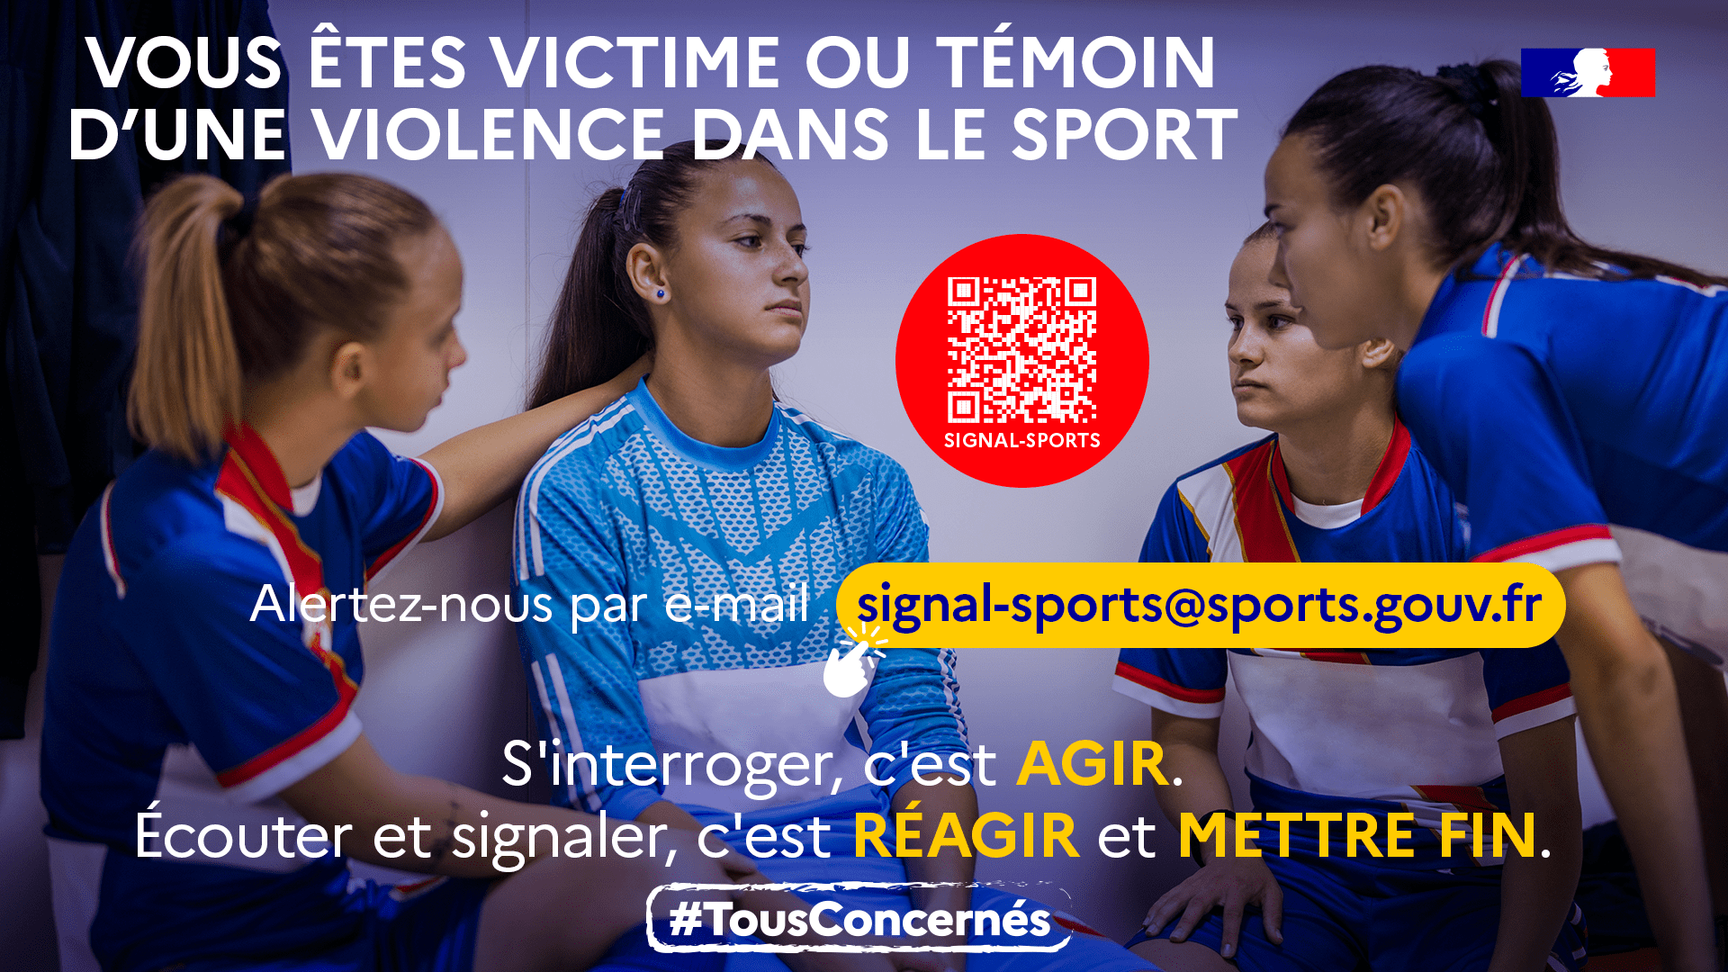 VOUS ÊTES VICTIME OU TÉMOIN
D’UNE VIOLENCE DANS LE SPORT
SIGNAL-SPORTS
Alertez-nous par e-mail signal-sports@sports.gouv.fr
S'interroger, c'est AGIR.
Écouter et signaler, c'est RÉAGIR et METTRE FIN.
#TousConcernés